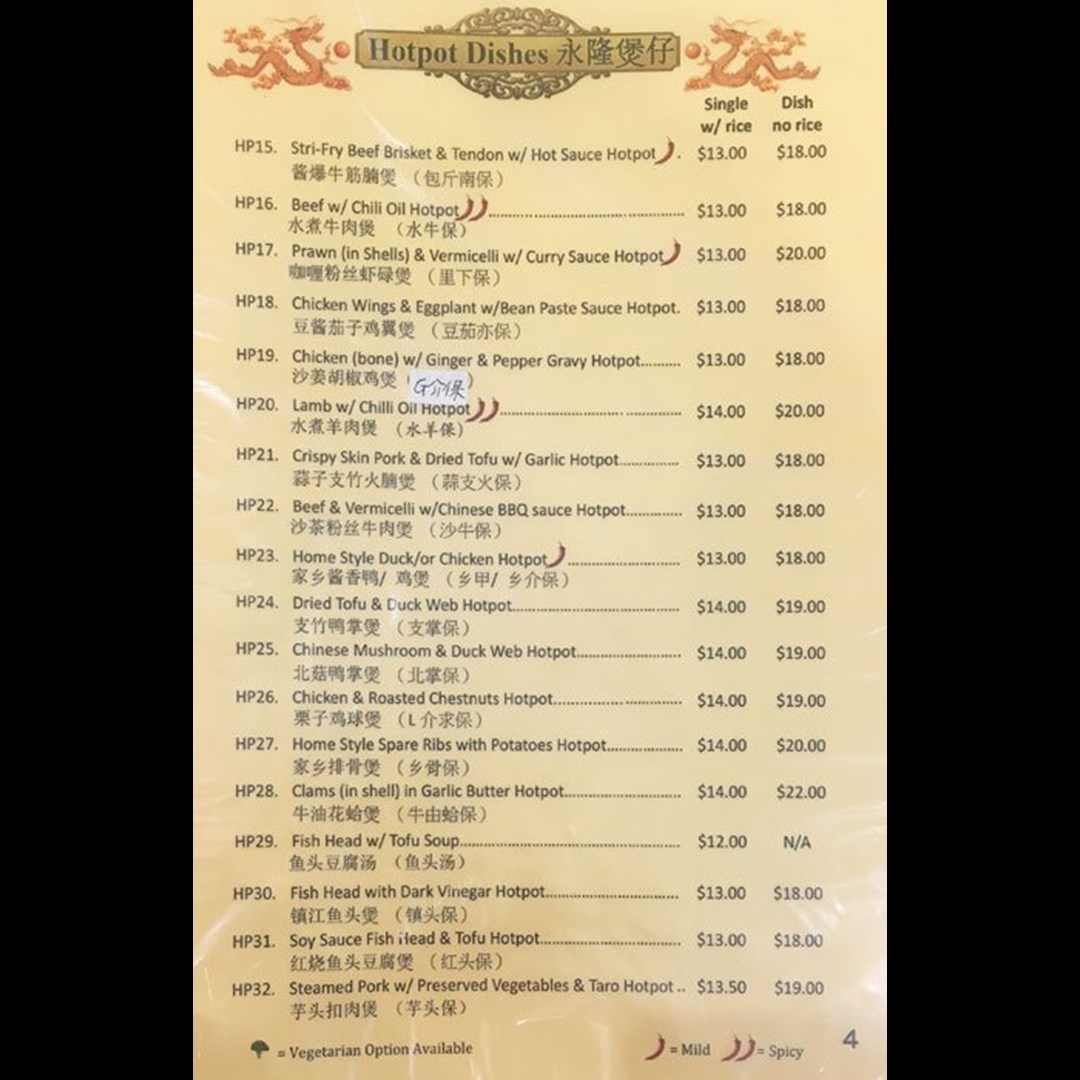 Hotpot Dishes 永隆煲仔
Single Dish
w/ rice no rice
HP15. Stri-Fry Beef Brisket & Tendon w/ Hot Sauce Hotpot . $13.00 $18.00
酱爆牛筋腩煲 （包斤南保）
HP16. Beef w/ Chili Oil Hotpot........................................ $13.00 $18.00
水煮牛肉煲 （水牛保）
HP17. Prawn (in Shells) & Vermicelli w/ Curry Sauce Hotpot $13.00 $20.00
咖喱粉丝虾碌煲 （里下保）
HP18. Chicken Wings & Eggplant w/Bean Paste Sauce Hotpot. $13.00 $18.00
豆酱茄子鸡翼煲 （豆茄亦保）
HP19. Chicken (bone) w/ Ginger & Pepper Gravy Hotpot......... $13.00 $18.00
沙姜胡椒鸡煲 （G介保）
HP20. Lamb w/ Chilli Oil Hotpot........................................ $14.00 $20.00
水煮羊肉煲 （水羊保）
HP21. Crispy Skin Pork & Dried Tofu w/ Garlic Hotpot............. $13.00 $18.00
蒜子支竹火腩煲 （蒜支火保）
HP22. Beef & Vermicelli w/Chinese BBQ sauce Hotpot............ $13.00 $18.00
沙茶粉丝牛肉煲 （沙牛保）
HP23. Home Style Duck/or Chicken Hotpot......................... $13.00 $18.00
家乡酱香鸭/ 鸡煲 （乡甲/ 乡介保）
HP24. Dried Tofu & Duck Web Hotpot.................................... $14.00 $19.00
支竹鸭掌煲 （支掌保）
HP25. Chinese Mushroom & Duck Web Hotpot....................... $14.00 $19.00
北菇鸭掌煲 （北掌保）
HP26. Chicken & Roasted Chestnuts Hotpot............................ $14.00 $19.00
栗子鸡球煲 （L 介求保）
HP27. Home Style Spare Ribs with Potatoes Hotpot................ $14.00 $20.00
家乡排骨煲 （乡骨保）
HP28. Clams (in shell) in Garlic Butter Hotpot......................... $14.00 $22.00
牛油花蛤煲 （牛由蛤保）
HP29. Fish Head w/ Tofu Soup............................................... $12.00 N/A
鱼头豆腐汤 （鱼头汤）
HP30. Fish Head with Dark Vinegar Hotpot............................. $13.00 $18.00
镇江鱼头煲 （镇头保）
HP31. Soy Sauce Fish Head & Tofu Hotpot.............................. $13.00 $18.00
红烧鱼头豆腐煲 （红头保）
HP32. Steamed Pork w/ Preserved Vegetables & Taro Hotpot .. $13.50 $19.00
芋头扣肉煲 （芋头保）
= Vegetarian Option Available = Mild = Spicy 4